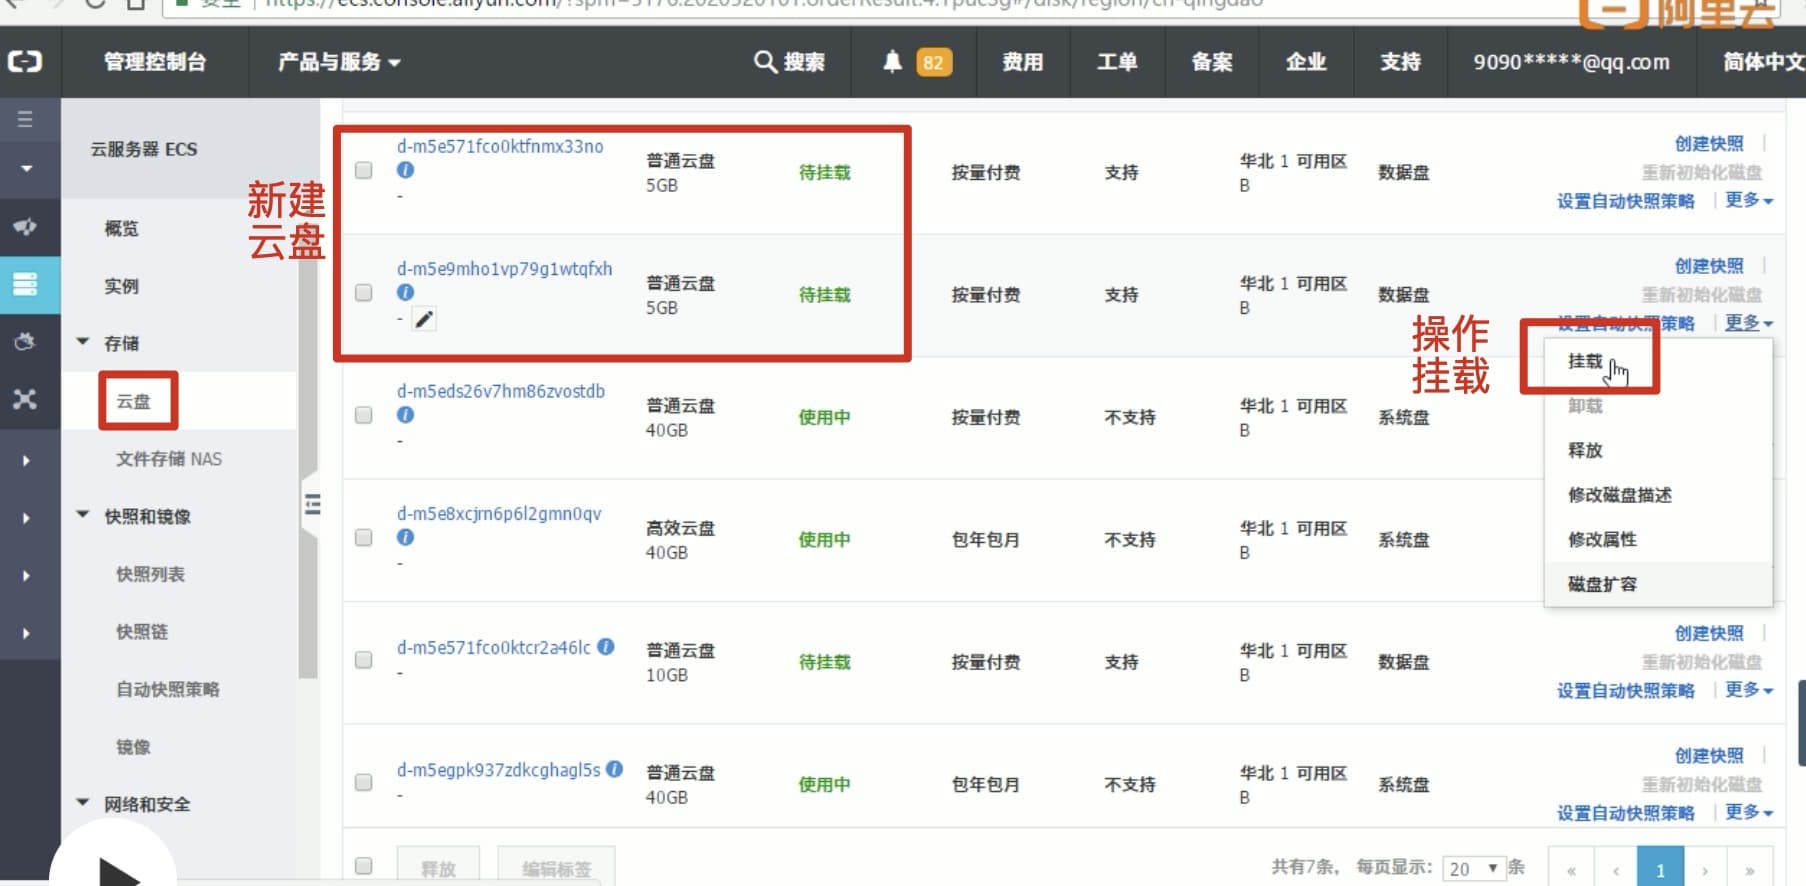 安全
https://ecs.console.aliyun.com/?spm=5176.2020520101.orderResult.4.1pdc5g#/disk/region/cn-qingdao
阿里云
管理控制台 产品与服务 搜索 82 费用 工单 备案 企业 支持 9090*****@qq.com 简体中文
云服务器 ECS
概览
实例
存储
云盘
文件存储 NAS
快照和镜像
快照列表
快照链
自动快照策略
镜像
网络和安全
新建
云盘
d-m5e571fco0ktfnmx33no
-
普通云盘
5GB
待挂载
按量付费
支持
华北 1 可用区
B
数据盘
创建快照
重新初始化磁盘
设置自动快照策略 更多
d-m5e9mho1vp79g1wtqfxh
-
普通云盘
5GB
待挂载
按量付费
支持
华北 1 可用区
B
数据盘
创建快照
重新初始化磁盘
设置自动快照策略 更多
操作
挂载
挂载
卸载
释放
修改磁盘描述
修改属性
磁盘扩容
d-m5eds26v7hm86zvostdb
-
普通云盘
40GB
使用中
按量付费
不支持
华北 1 可用区
B
系统盘
d-m5e8xcjrn6p6l2gmn0qv
-
高效云盘
40GB
使用中
包年包月
不支持
华北 1 可用区
B
系统盘
d-m5e571fco0ktcr2a46lc
-
普通云盘
10GB
待挂载
按量付费
支持
华北 1 可用区
B
数据盘
创建快照
重新初始化磁盘
设置自动快照策略 更多
d-m5egpk937zdkcghagl5s
-
普通云盘
40GB
使用中
包年包月
不支持
华北 1 可用区
B
系统盘
创建快照
重新初始化磁盘
设置自动快照策略 更多
释放 编辑标签
共有7条， 每页显示： 20 条 « ‹ 1 › »